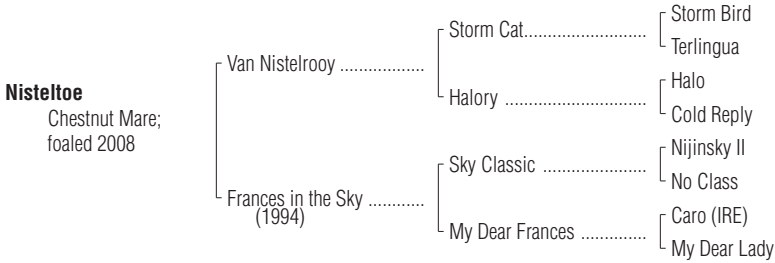 Nisteltoe
Chestnut Mare;
foaled 2008
Van Nistelrooy ..................
Frances in the Sky ............
(1994)
Storm Cat..........................
Halory ..............................
Sky Classic ......................
My Dear Frances ..............
Storm Bird
Terlingua
Halo
Cold Reply
Nijinsky II
No Class
Caro (IRE)
My Dear Lady